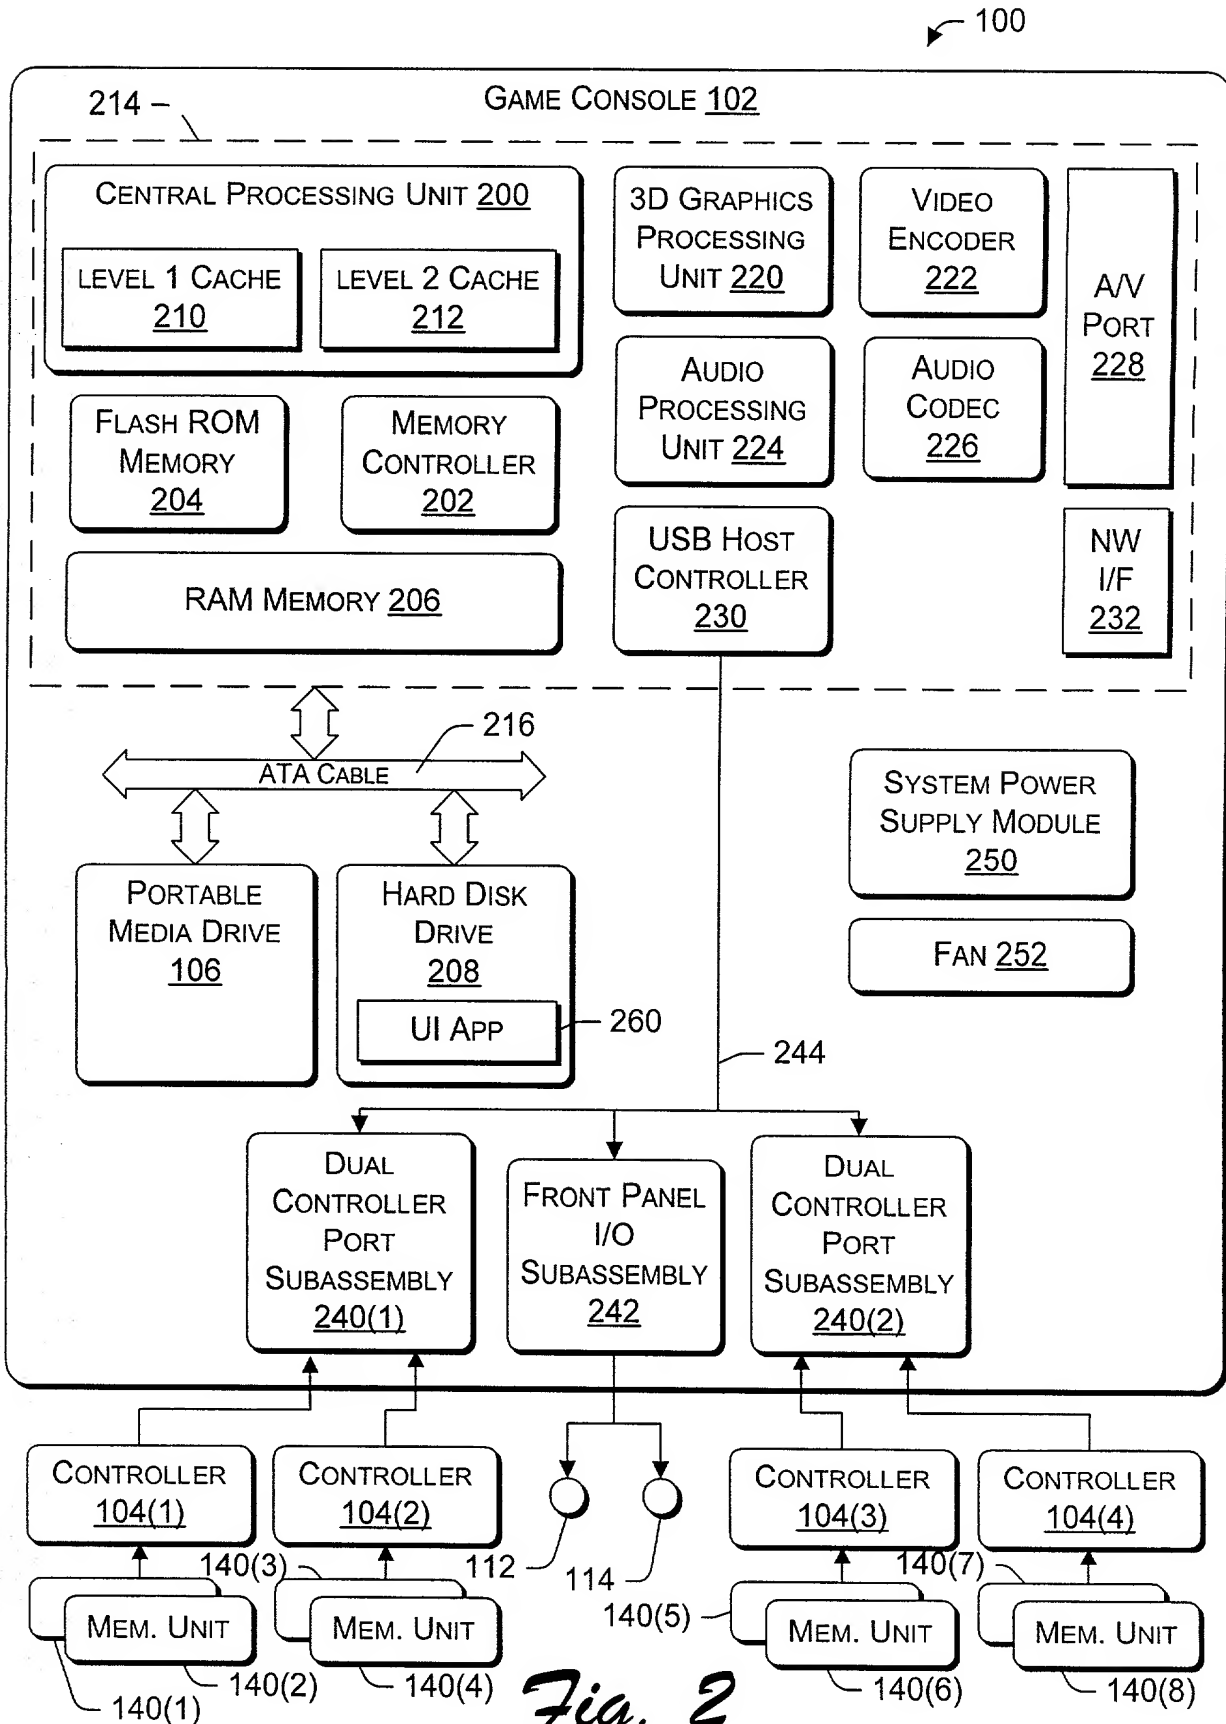 100
GAME CONSOLE 102
214
CENTRAL PROCESSING UNIT 200
LEVEL 1 CACHE
210
LEVEL 2 CACHE
212
3D GRAPHICS
PROCESSING
UNIT 220
VIDEO
ENCODER
222
A/V
PORT
228
FLASH ROM
MEMORY
204
MEMORY
CONTROLLER
202
AUDIO
PROCESSING
UNIT 224
AUDIO
CODEC
226
RAM MEMORY 206
USB HOST
CONTROLLER
230
NW
I/F
232
216
ATA CABLE
SYSTEM POWER
SUPPLY MODULE
250
PORTABLE
MEDIA DRIVE
106
HARD DISK
DRIVE
208
UI APP
260
FAN 252
244
DUAL
CONTROLLER
PORT
SUBASSEMBLY
240(1)
FRONT PANEL
I/O
SUBASSEMBLY
242
DUAL
CONTROLLER
PORT
SUBASSEMBLY
240(2)
CONTROLLER
104(1)
CONTROLLER
104(2)
CONTROLLER
104(3)
CONTROLLER
104(4)
140(3)
112
114
140(7)
140(5)
MEM. UNIT
MEM. UNIT
MEM. UNIT
MEM. UNIT
140(1)
140(2)
140(4)
140(6)
140(8)
Fig. 2